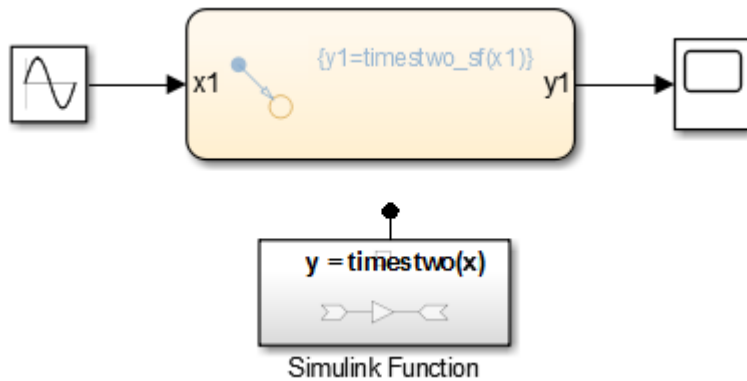 {y1=timestwo_sf(x1)}
x1
y1
y = timestwo(x)
Simulink Function